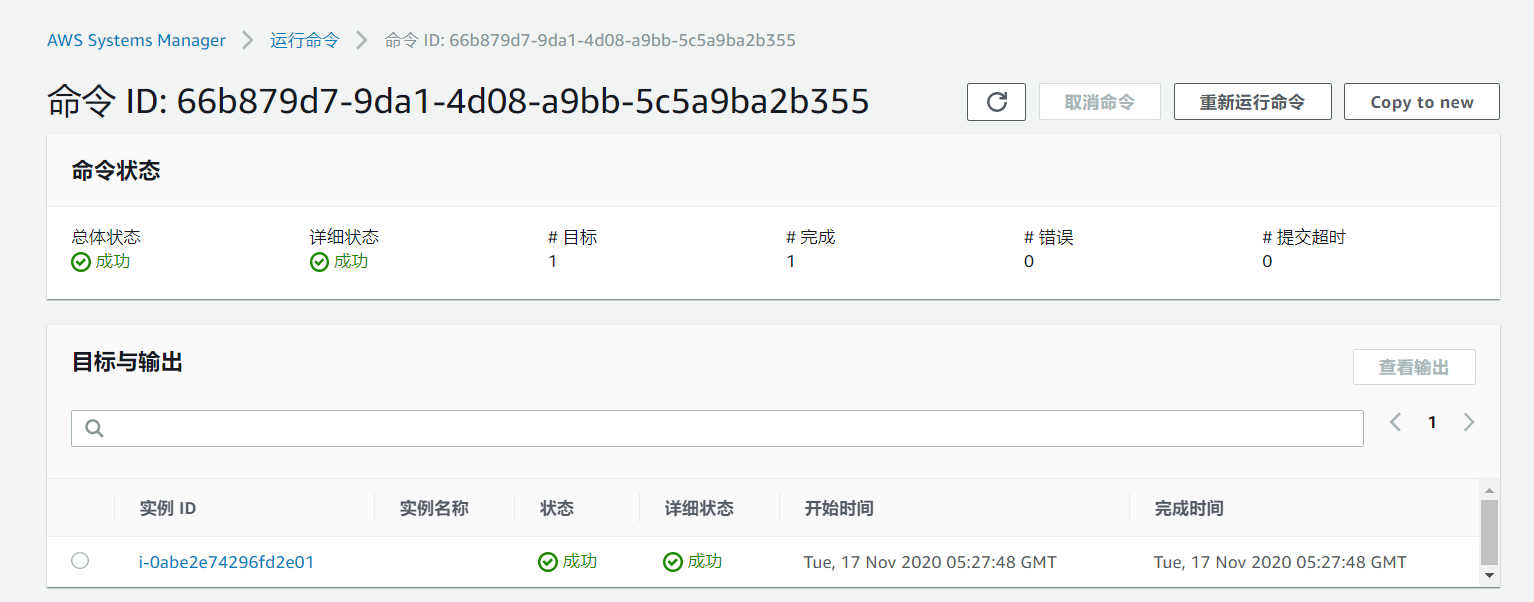 AWS Systems Manager > 运行命令 > 命令 ID: 66b879d7-9da1-4d08-a9bb-5c5a9ba2b355
命令 ID: 66b879d7-9da1-4d08-a9bb-5c5a9ba2b355 取消命令 重新运行命令 Copy to new
命令状态
总体状态 详细状态 # 目标 # 完成 # 错误 # 提交超时
成功 成功 1 1 0 0
目标与输出
查看输出
1
实例 ID 实例名称 状态 详细状态 开始时间 完成时间
i-0abe2e74296fd2e01 成功 成功 Tue, 17 Nov 2020 05:27:48 GMT Tue, 17 Nov 2020 05:27:48 GMT